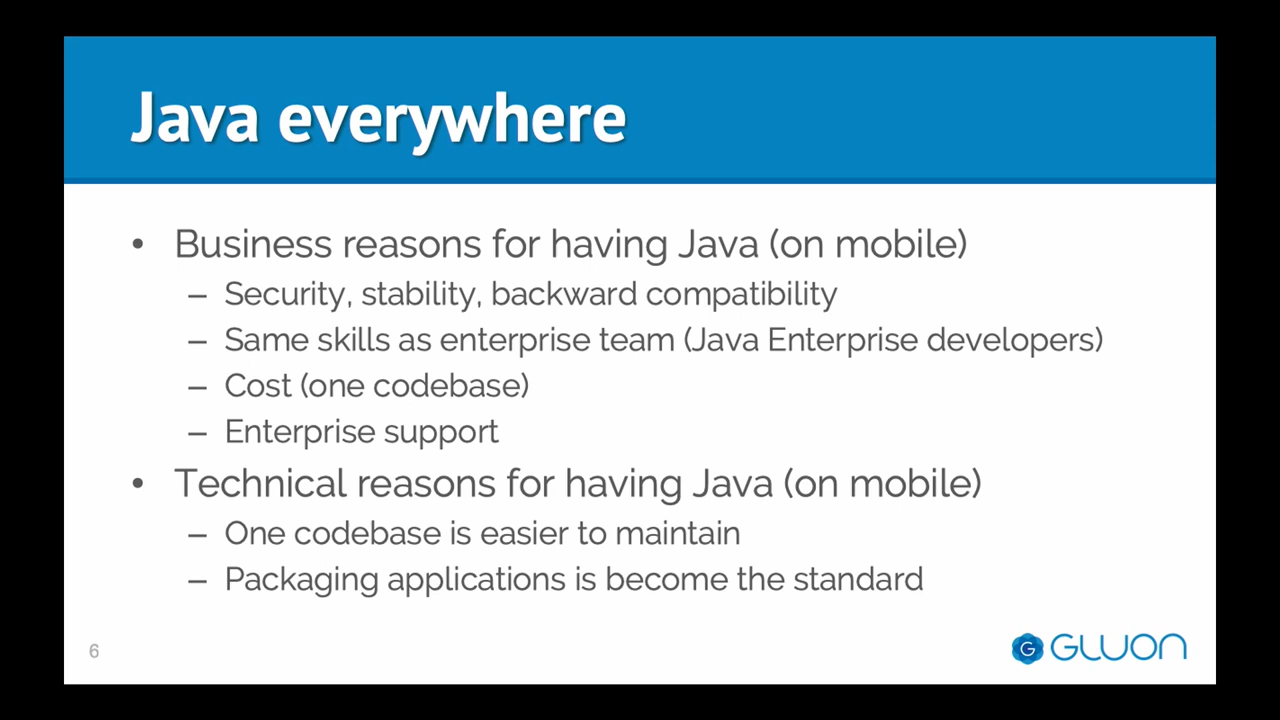 Java everywhere
• Business reasons for having Java (on mobile)
– Security, stability, backward compatibility
– Same skills as enterprise team (Java Enterprise developers)
– Cost (one codebase)
– Enterprise support
• Technical reasons for having Java (on mobile)
– One codebase is easier to maintain
– Packaging applications is become the standard
6
G GLUON